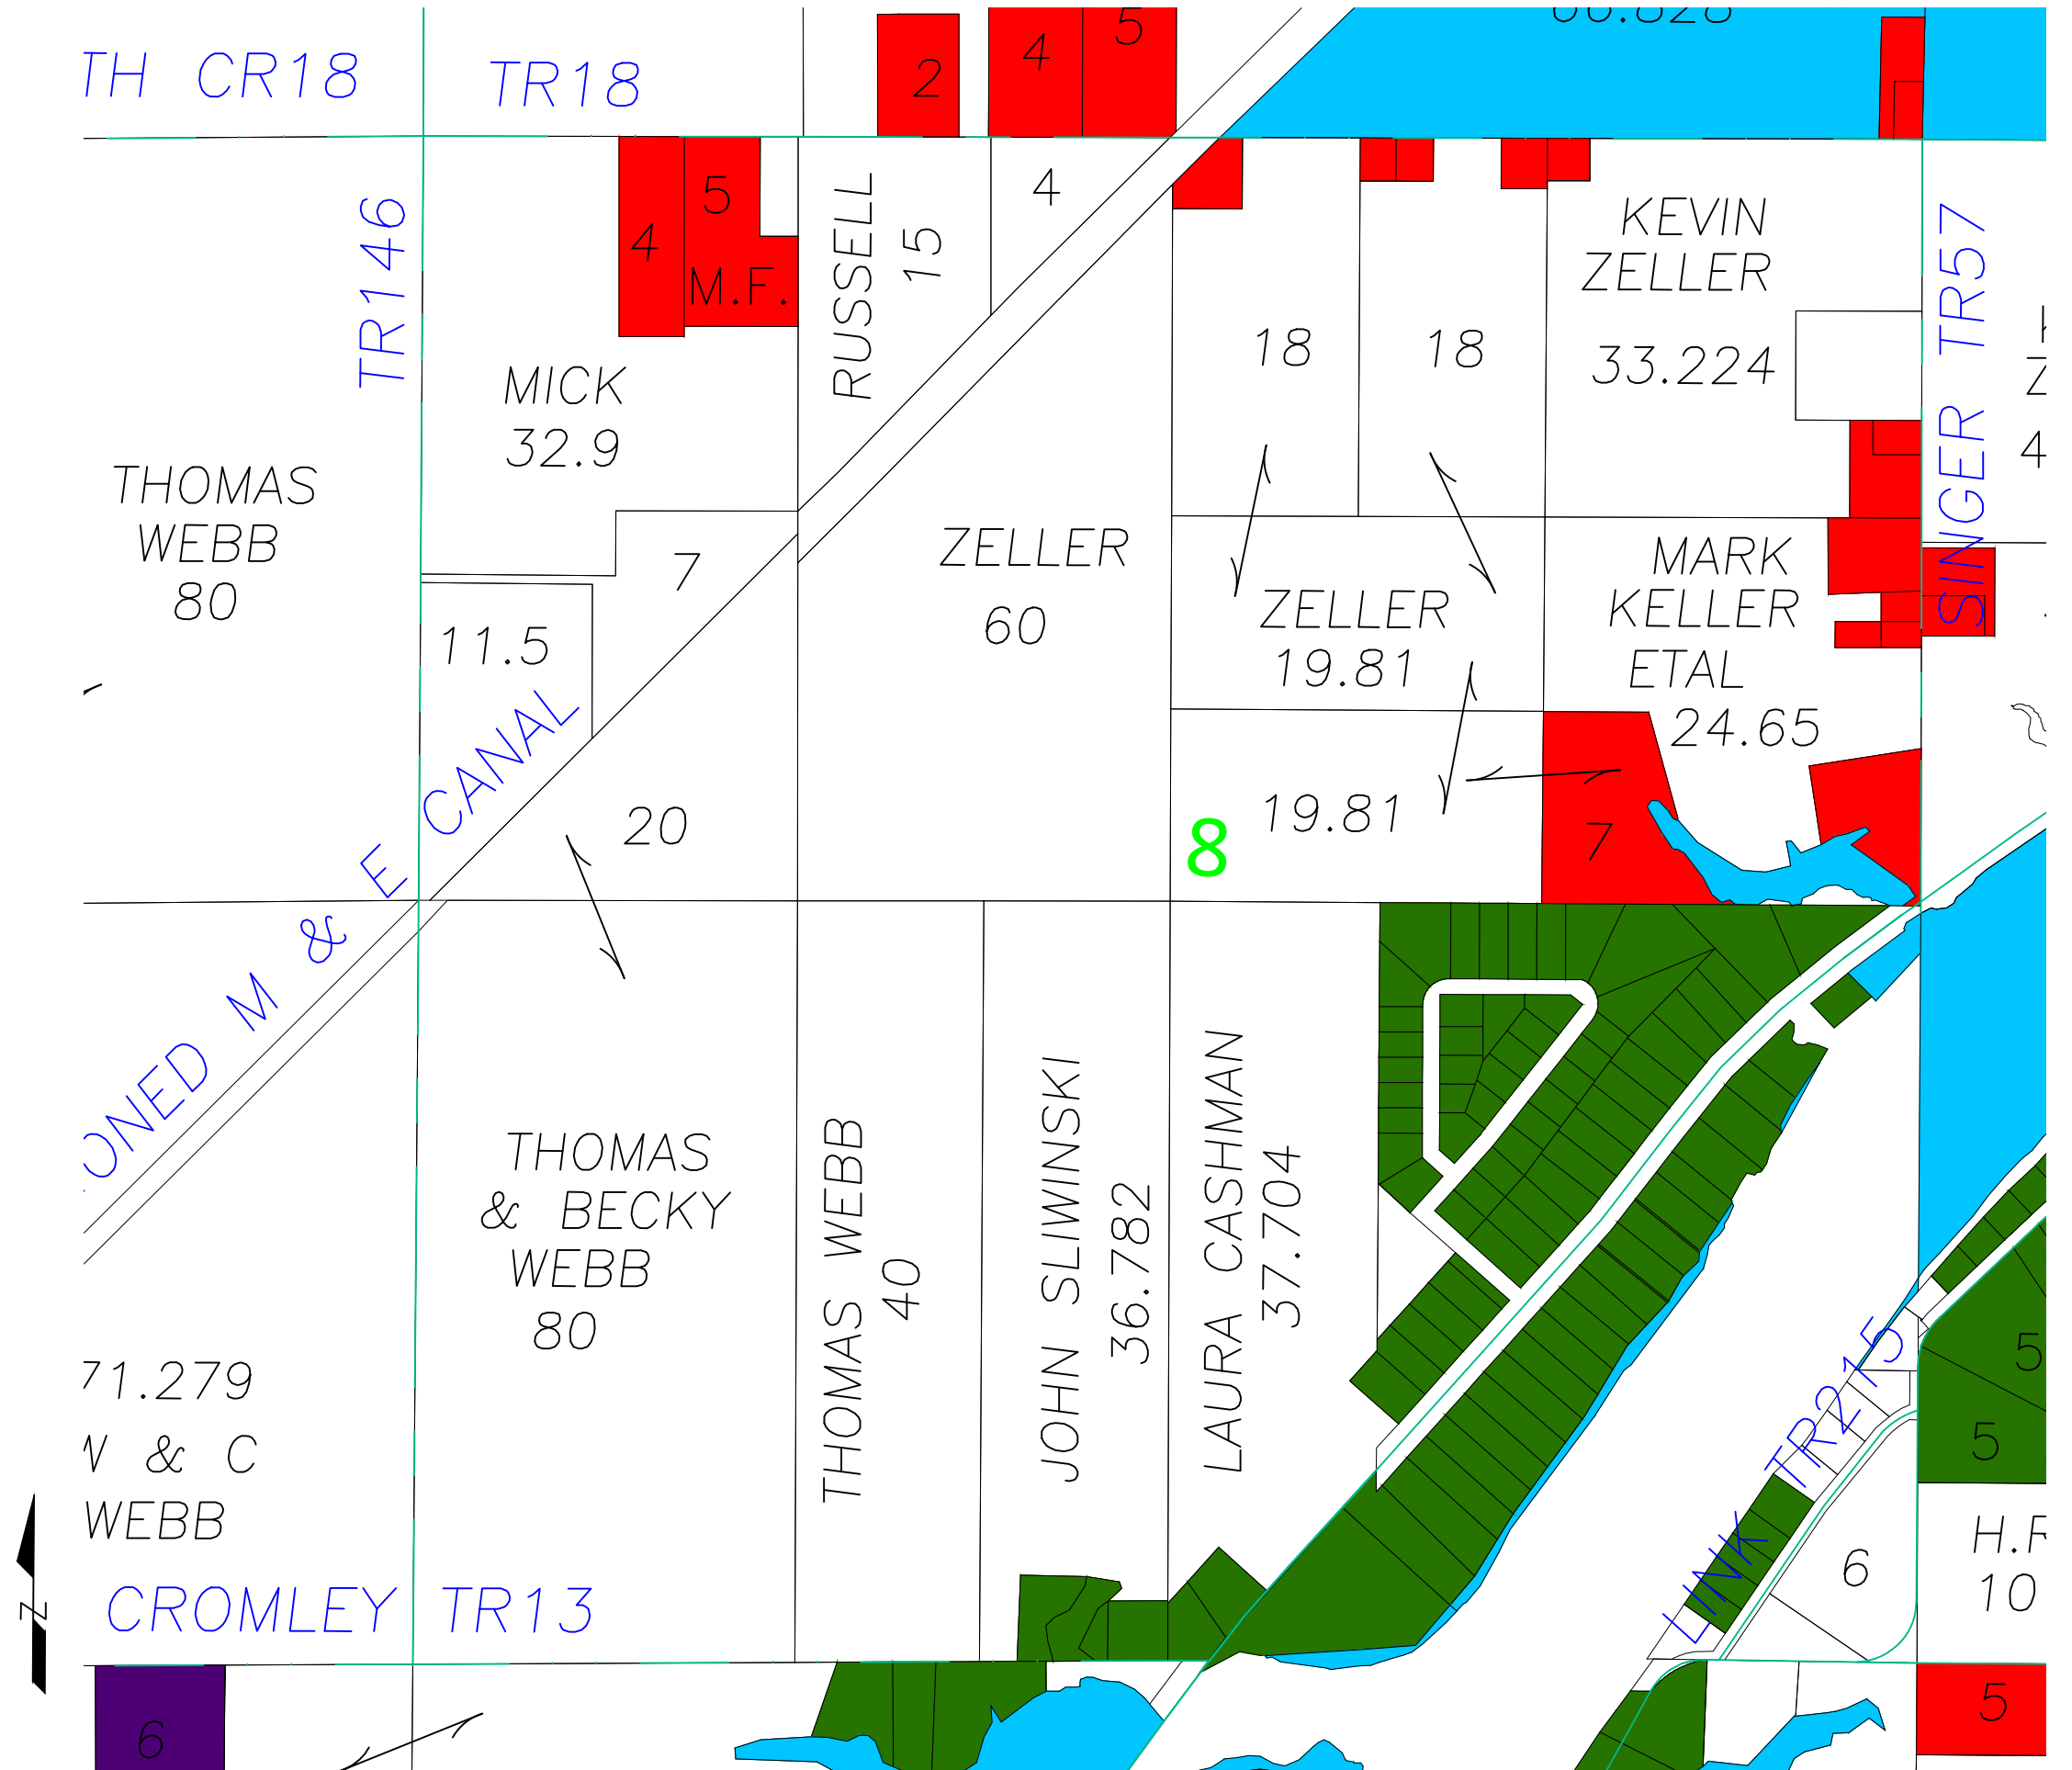 TH CR18
TR18
2
4
5
TR146
4
5
M.F.
RUSSELL
15
4
KEVIN
ZELLER
33.224
SINGER TR57
18
18
MICK
32.9
THOMAS
WEBB
80
7
11.5
ZELLER
60
ZELLER
19.81
MARK
KELLER
ETAL
24.65
19.81
7
8
20
ONED M & E CANAL
THOMAS
& BECKY
WEBB
80
THOMAS WEBB
40
JOHN SLIWINSKI
36.782
LAURA CASHMAN
37.704
71.279
& C
WEBB
CROMLEY TR13
LINK TR215
5
5
6
H.R
10
5
6
N